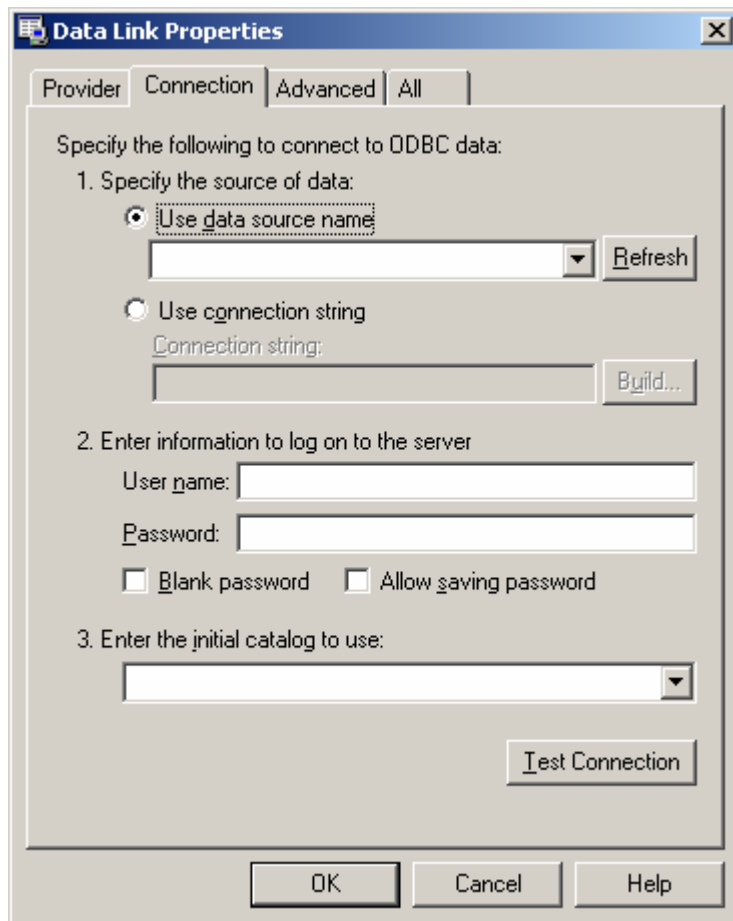 Data Link Properties
Provider Connection Advanced All
Specify the following to connect to ODBC data:
1. Specify the source of data:
Use data source name
Refresh
Use connection string
Connection string:
Build...
2. Enter information to log on to the server
User name:
Password:
Blank password Allow saving password
3. Enter the initial catalog to use:
Test Connection
OK Cancel Help